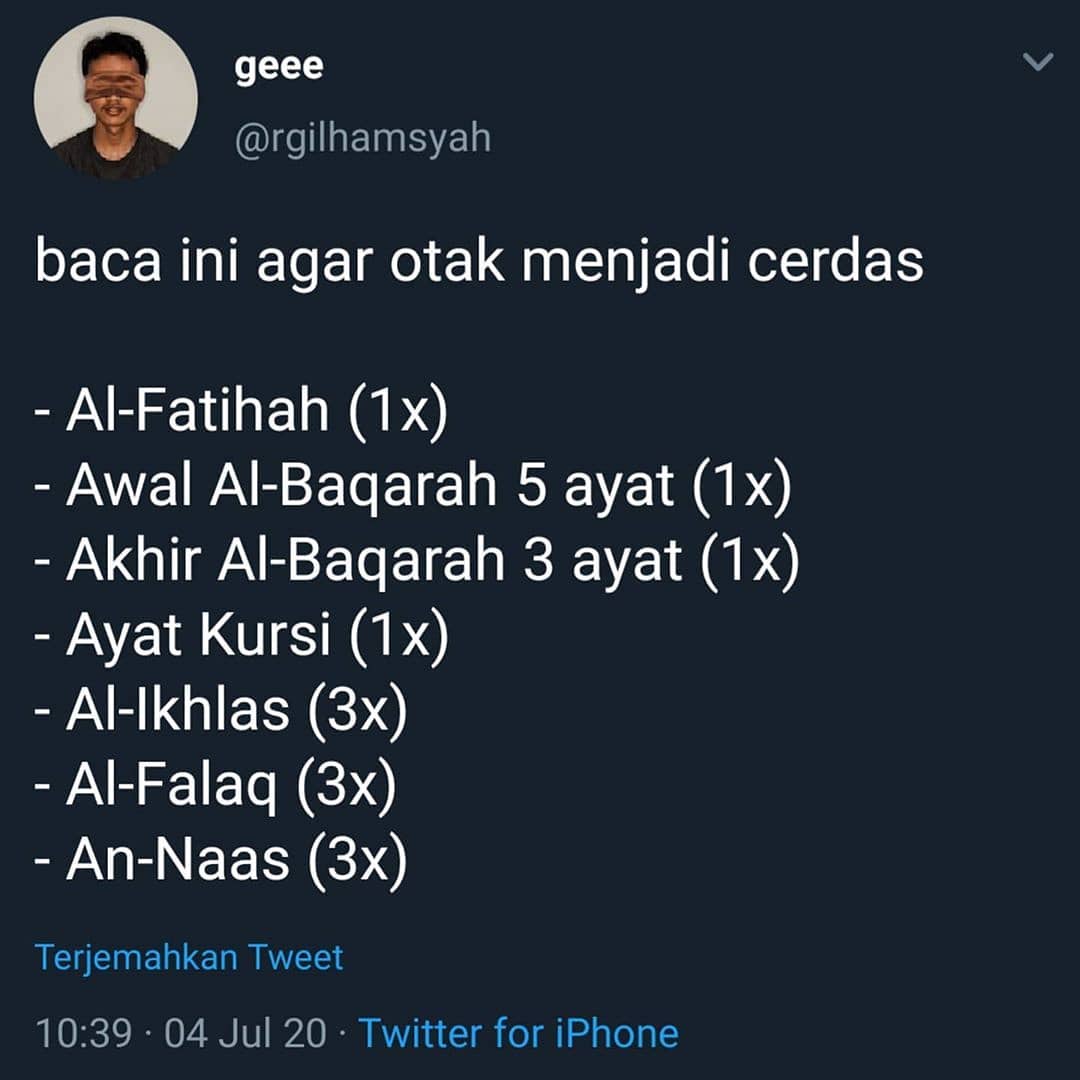 geee
@rgilhamsyah
baca ini agar otak menjadi cerdas
- Al-Fatihah (1x)
- Awal Al-Baqarah 5 ayat (1x)
- Akhir Al-Baqarah 3 ayat (1x)
- Ayat Kursi (1x)
- Al-Ikhlas (3x)
- Al-Falaq (3x)
- An-Naas (3x)
Terjemahkan Tweet
10:39 · 04 Jul 20 · Twitter for iPhone